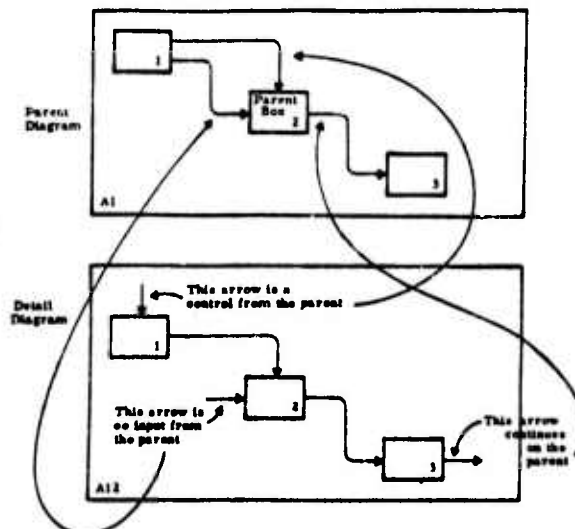 1
Parent
Box
2
3
Parent
Diagram
A1
This arrow is a
control from the parent
Detail
Diagram
1
2
This arrow is
oo input from
the parent
This arrow
continues
on the
parent
3
A12